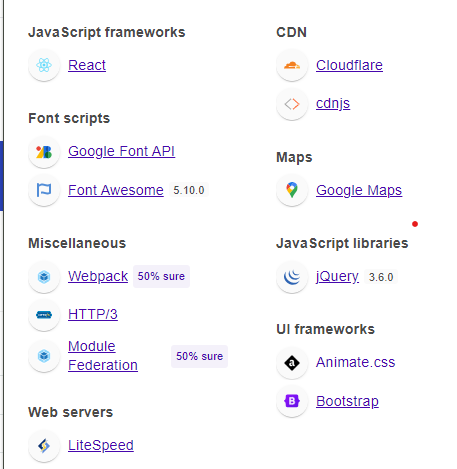 JavaScript frameworks
React
Font scripts
Google Font API
Font Awesome 5.10.0
Miscellaneous
Webpack 50% sure
HTTP/3
Module
Federation 50% sure
Web servers
LiteSpeed
CDN
Cloudflare
cdnjs
Maps
Google Maps
JavaScript libraries
jQuery 3.6.0
UI frameworks
Animate.css
Bootstrap